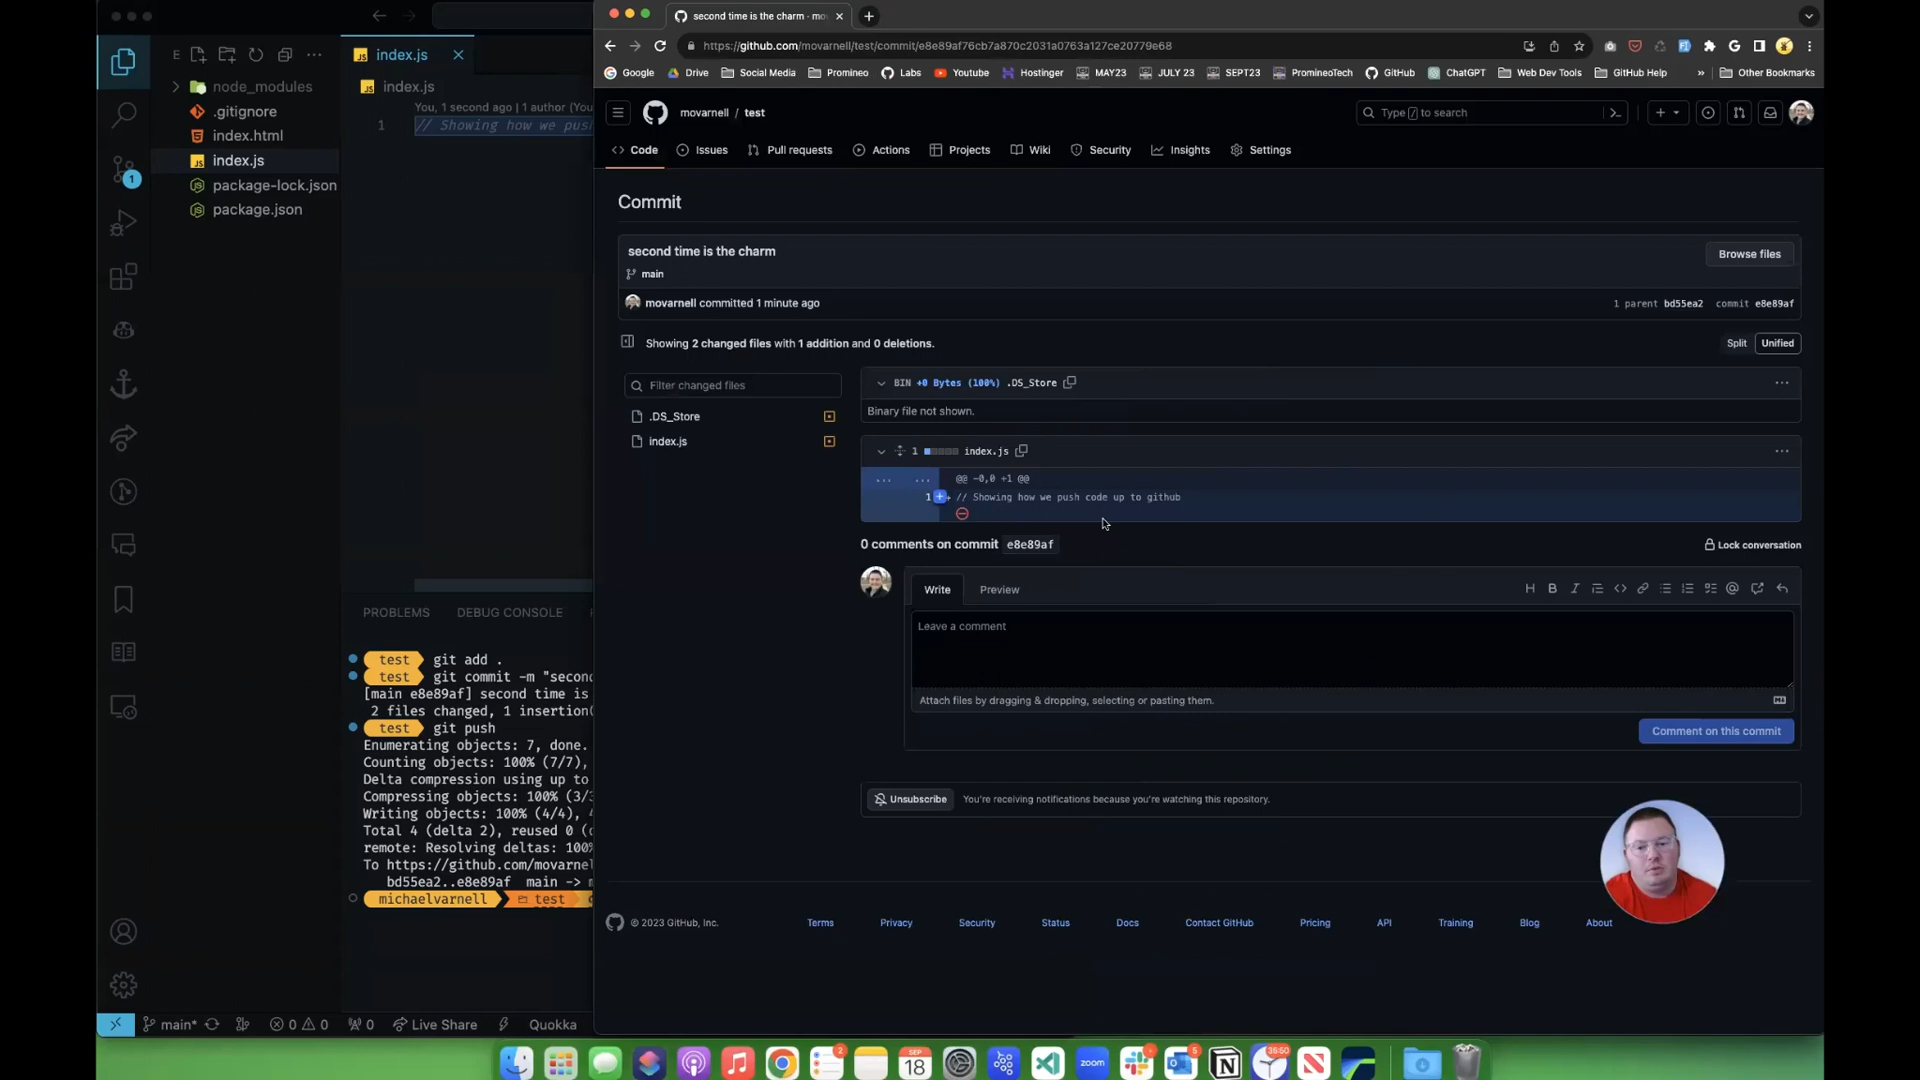 index.js
E
node_modules
.gitignore
index.html
index.js
package-lock.json
package.json
1
index.js
You, 1 second ago | 1 author (You
1
// Showing how we pus
PROBLEMS
DEBUG CONSOLE
test git add .
test git commit -m "secon
[main e8e89af] second time is
2 files changed, 1 insertion(
test git push
Enumerating objects: 7, done.
Counting objects: 100% (7/7),
Delta compression using up to
Compressing objects: 100% (3/3
Writing objects: 100% (4/4), 4
Total 4 (delta 2), reused 0 (
remote: Resolving deltas: 100%
To https://github.com/movarnel
bd55ea2..e8e89af main -> m
michaelvarnell test
main* 0 0 0 Live Share Quokka
second time is the charm · mo
https://github.com/movarnell/test/commit/e8e89af76cb7a870c2031a0763a127ce20779e68
Google Drive Social Media Promineo Labs Youtube Hostinger MAY23 JULY 23 SEPT23 PromineoTech GitHub ChatGPT Web Dev Tools GitHub Help » Other Bookmarks
movarnell / test
Type / to search
Code Issues Pull requests Actions Projects Wiki Security Insights Settings
Commit
second time is the charm
Browse files
main
movarnell committed 1 minute ago
1 parent bd55ea2 commit e8e89af
Showing 2 changed files with 1 addition and 0 deletions.
Split Unified
Filter changed files
.DS_Store
index.js
BIN +0 Bytes (100%) .DS_Store
Binary file not shown.
1 index.js
... ... @@ -0,0 +1 @@
1 + // Showing how we push code up to github
0 comments on commit e8e89af
Lock conversation
Write Preview
Leave a comment
Attach files by dragging & dropping, selecting or pasting them.
Comment on this commit
Unsubscribe You're receiving notifications because you're watching this repository.
© 2023 GitHub, Inc. Terms Privacy Security Status Docs Contact GitHub Pricing API Training Blog About
2
SEP
18
zoom
5